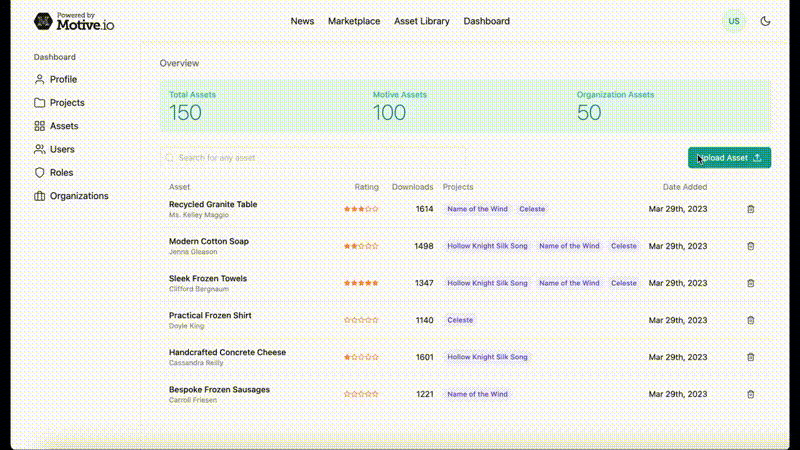 Powered by
Motive.io
News Marketplace Asset Library Dashboard
US
Dashboard
Profile
Projects
Assets
Users
Roles
Organizations
Overview
Total Assets Motive Assets Organization Assets
150 100 50
Search for any asset
Upload Asset
Asset Rating Downloads Projects Date Added
Recycled Granite Table 1614 Name of the Wind Celeste Mar 29th, 2023
Ms. Kelley Maggio
Modern Cotton Soap 1498 Hollow Knight Silk Song Name of the Wind Celeste Mar 29th, 2023
Jenna Gleason
Sleek Frozen Towels 1347 Hollow Knight Silk Song Name of the Wind Celeste Mar 29th, 2023
Clifford Bergnaum
Practical Frozen Shirt 1140 Celeste Mar 29th, 2023
Doyle King
Handcrafted Concrete Cheese 1601 Hollow Knight Silk Song Mar 29th, 2023
Cassandra Reilly
Bespoke Frozen Sausages 1221 Name of the Wind Mar 29th, 2023
Carroll Friesen